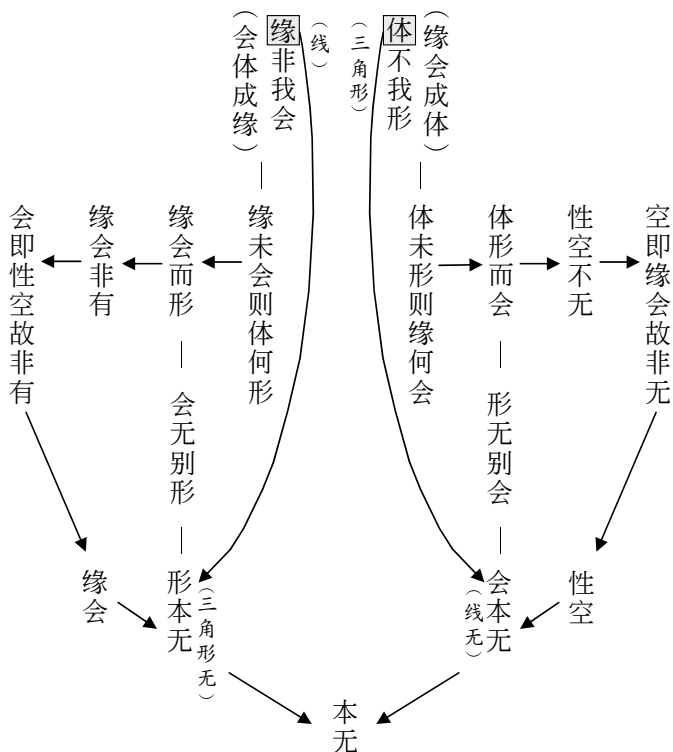 （缘会成体）
体不我形
（三角形）
（线）
缘非我会
（会体成缘）
空即缘会故非无
性空不无
体形而会
体未形则缘何会
缘未会则体何形
缘会而形
缘会非有
会即性空故非有
形无别会
会无别形
性空
会本无
（线无）
（三角形无）
形本无
缘会
本无